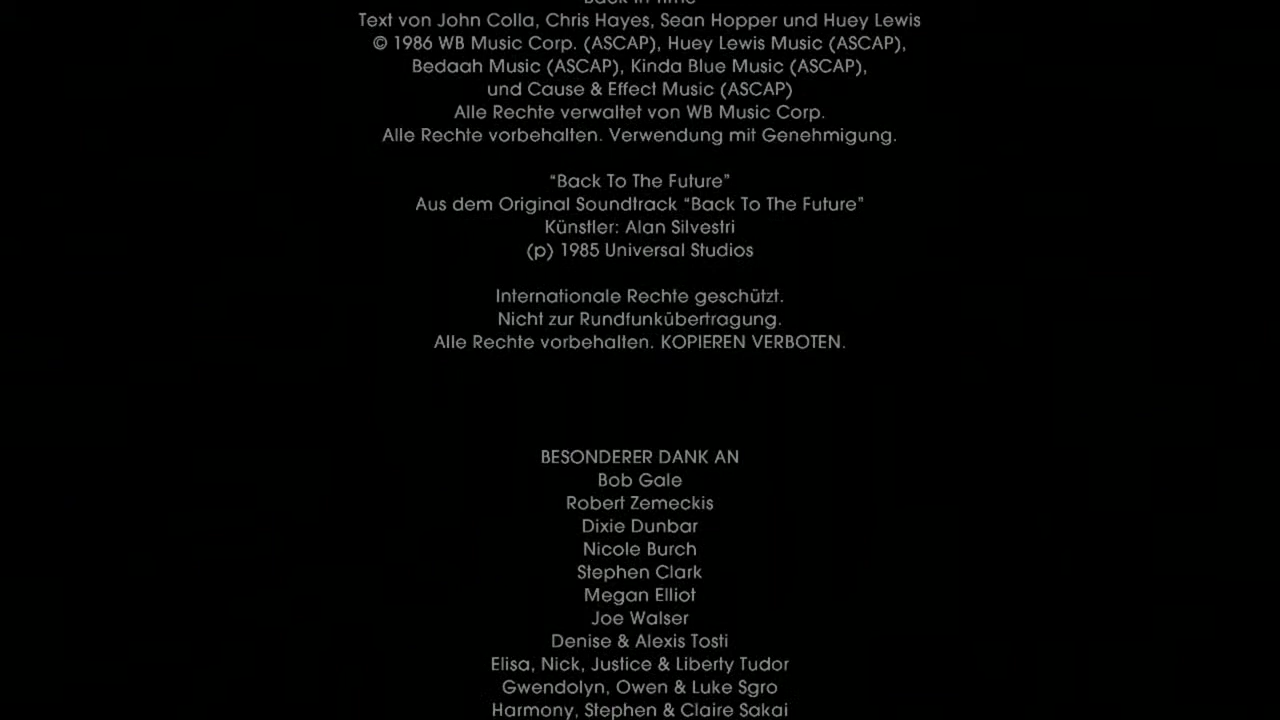 Back In Time
Text von John Colla, Chris Hayes, Sean Hopper und Huey Lewis
© 1986 WB Music Corp. (ASCAP), Huey Lewis Music (ASCAP),
Bedaah Music (ASCAP), Kinda Blue Music (ASCAP),
und Cause & Effect Music (ASCAP)
Alle Rechte verwaltet von WB Music Corp.
Alle Rechte vorbehalten. Verwendung mit Genehmigung.
“Back To The Future”
Aus dem Original Soundtrack “Back To The Future”
Künstler: Alan Silvestri
(p) 1985 Universal Studios
Internationale Rechte geschützt.
Nicht zur Rundfunkübertragung.
Alle Rechte vorbehalten. KOPIEREN VERBOTEN.
BESONDERER DANK AN
Bob Gale
Robert Zemeckis
Dixie Dunbar
Nicole Burch
Stephen Clark
Megan Elliot
Joe Walser
Denise & Alexis Tosti
Elisa, Nick, Justice & Liberty Tudor
Gwendolyn, Owen & Luke Sgro
Harmony, Stephen & Claire Sakai